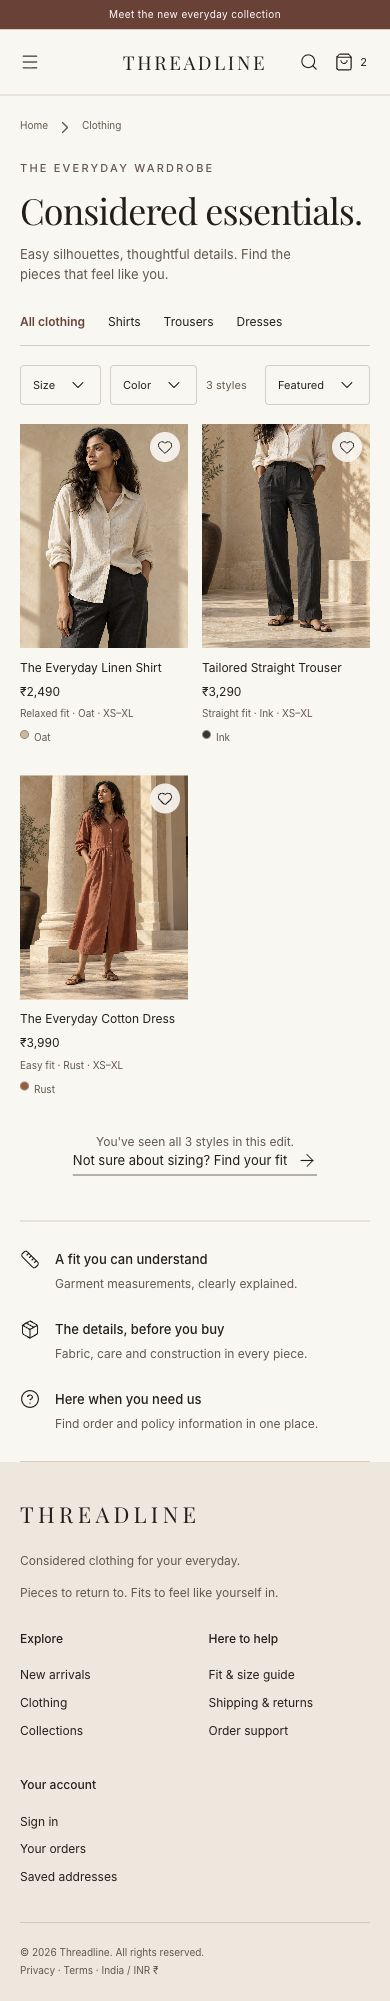 Meet the new everyday collection
THREADLINE
2
Home
Clothing
THE EVERYDAY WARDROBE
Considered essentials.
Easy silhouettes, thoughtful details. Find the
pieces that feel like you.
All clothing
Shirts
Trousers
Dresses
Size
Color
3 styles
Featured
The Everyday Linen Shirt
₹2,490
Relaxed fit · Oat · XS–XL
Oat
Tailored Straight Trouser
₹3,290
Straight fit · Ink · XS–XL
Ink
The Everyday Cotton Dress
₹3,990
Easy fit · Rust · XS–XL
Rust
You've seen all 3 styles in this edit.
Not sure about sizing? Find your fit
A fit you can understand
Garment measurements, clearly explained.
The details, before you buy
Fabric, care and construction in every piece.
Here when you need us
Find order and policy information in one place.
THREADLINE
Considered clothing for your everyday.
Pieces to return to. Fits to feel like yourself in.
Explore
New arrivals
Clothing
Collections
Here to help
Fit & size guide
Shipping & returns
Order support
Your account
Sign in
Your orders
Saved addresses
© 2026 Threadline. All rights reserved.
Privacy · Terms · India / INR ₹